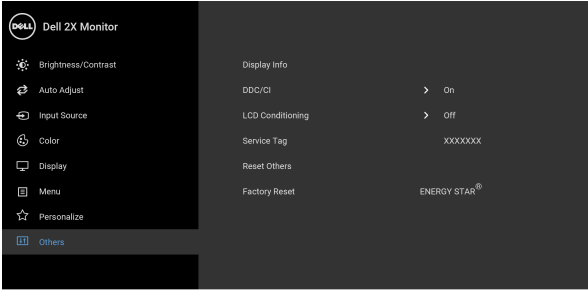 DELL Dell 2X Monitor
Brightness/Contrast
Auto Adjust
Input Source
Color
Display
Menu
Personalize
Others
Display Info
DDC/CI > On
LCD Conditioning > Off
Service Tag XXXXXXX
Reset Others
Factory Reset ENERGY STAR®